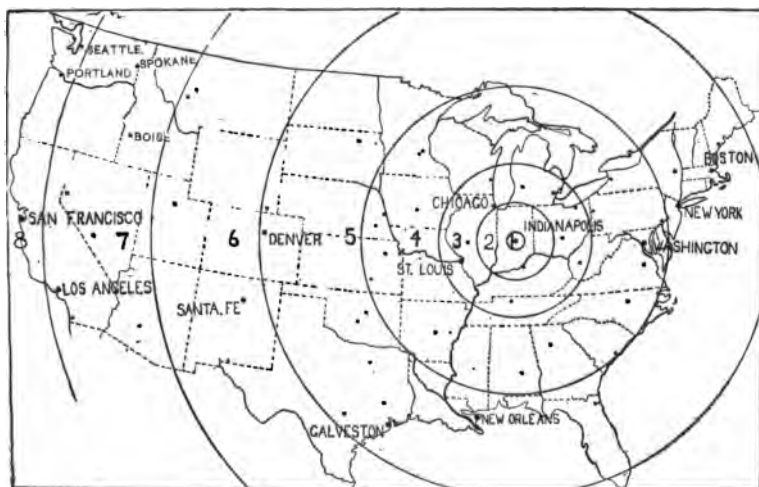 SEATTLE
SPOKANE
PORTLAND
BOISE
CHICAGO
BOSTON
NEW YORK
SAN FRANCISCO
INDIANAPOLIS
8 7 6 DENVER 5 4 3 2 1
WASHINGTON
ST. LOUIS
LOS ANGELES
SANTA FE
GALVESTON
NEW ORLEANS